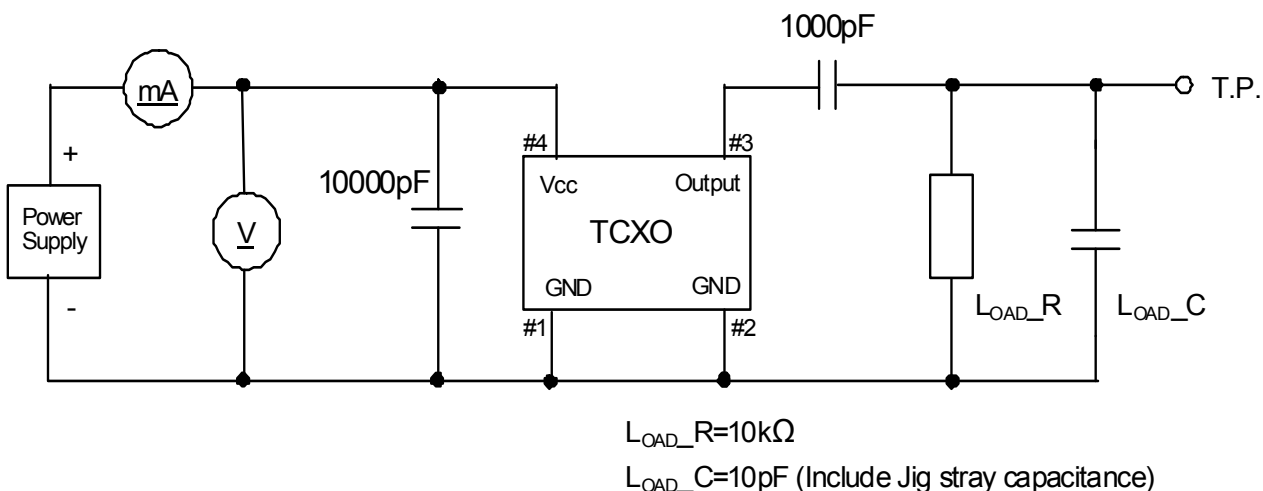 1000pF
mA
T.P.
+
#4
#3
10000pF
Vcc
Output
Power
Supply
V
TCXO
GND
GND
-
#1
#2
LOAD_R
LOAD_C
LOAD_R=10kΩ
LOAD_C=10pF (Include Jig stray capacitance)